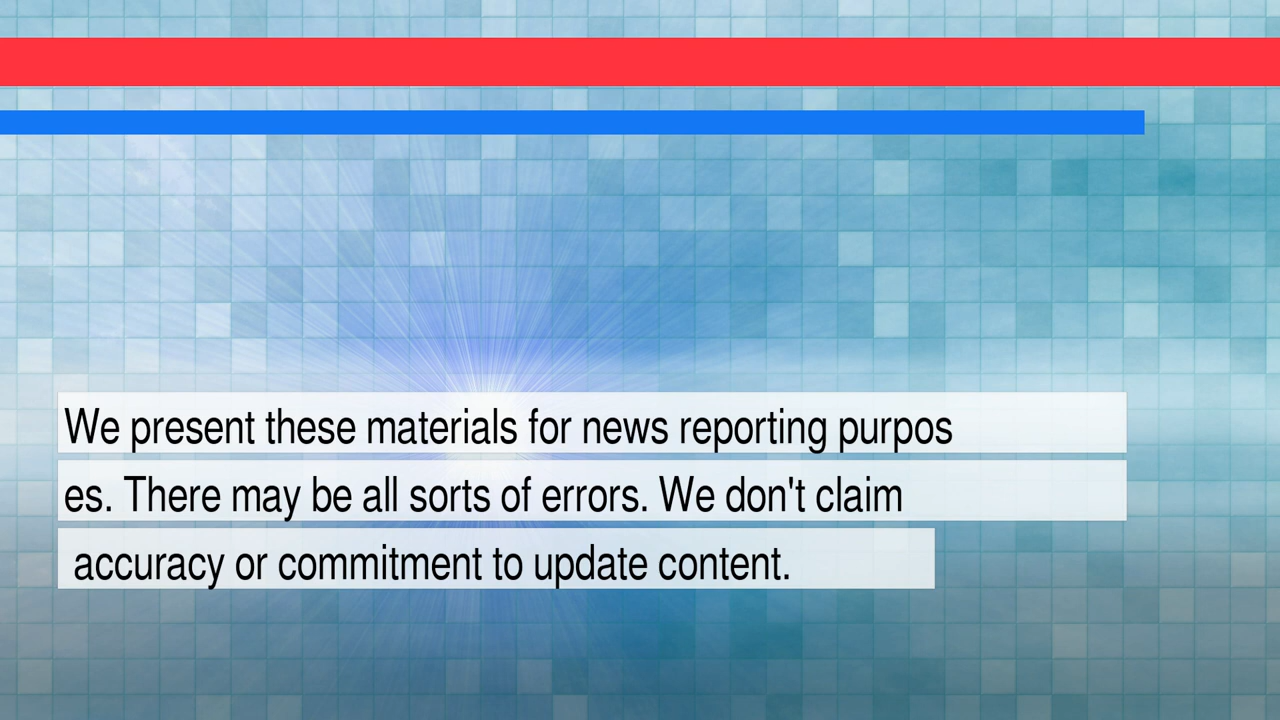 We present these materials for news reporting purpos
es. There may be all sorts of errors. We don't claim
accuracy or commitment to update content.